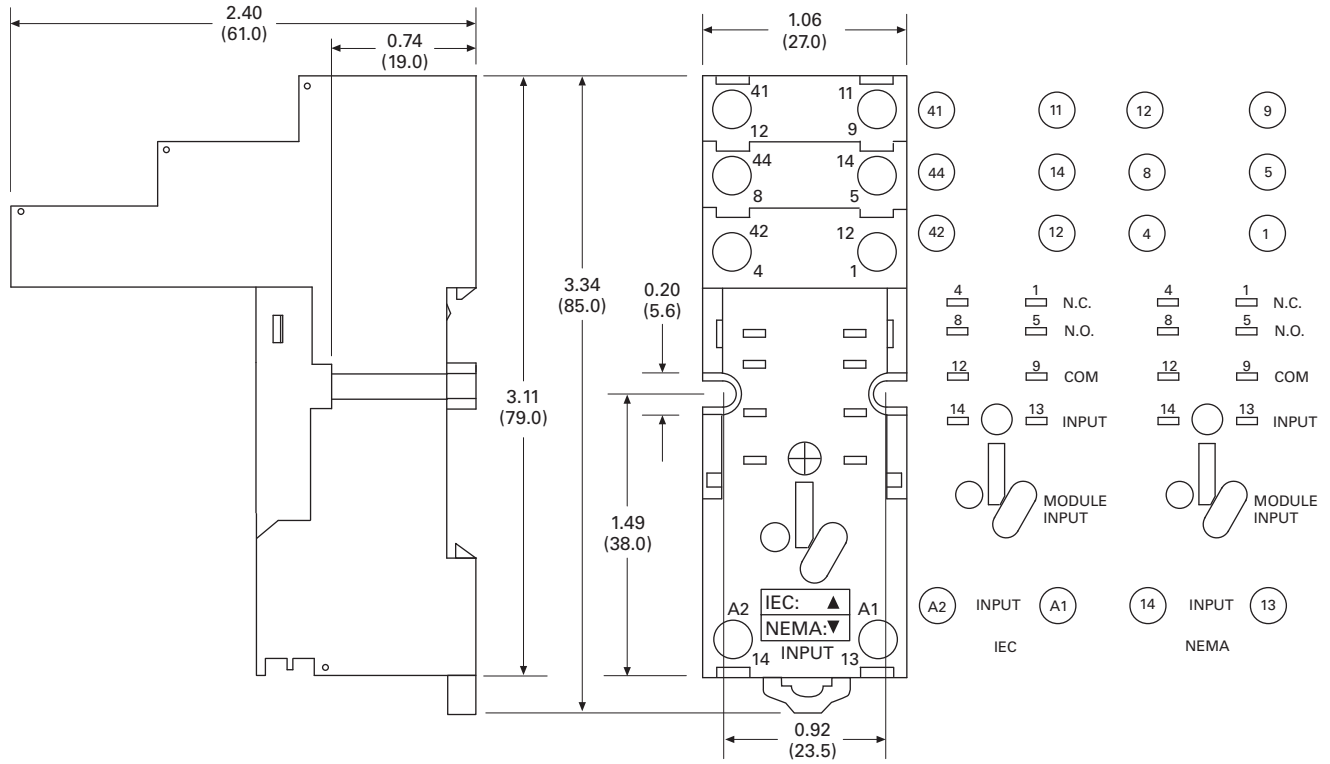 2.40
(61.0)
0.74
(19.0)
1.06
(27.0)
41 11
12 9
44 14
8 5
42 12
4 1
41 11 12 9
44 14 8 5
42 12 4 1
3.34
(85.0)
0.20
(5.6)
3.11
(79.0)
1.49
(38.0)
4 1 N.C. 4 1 N.C.
8 5 N.O. 8 5 N.O.
12 9 COM 12 9 COM
14 13 INPUT 14 13 INPUT
MODULE
INPUT
MODULE
INPUT
A2 IEC: ▲ A1
NEMA:▼
14 INPUT 13
A2 INPUT A1 14 INPUT 13
IEC NEMA
0.92
(23.5)